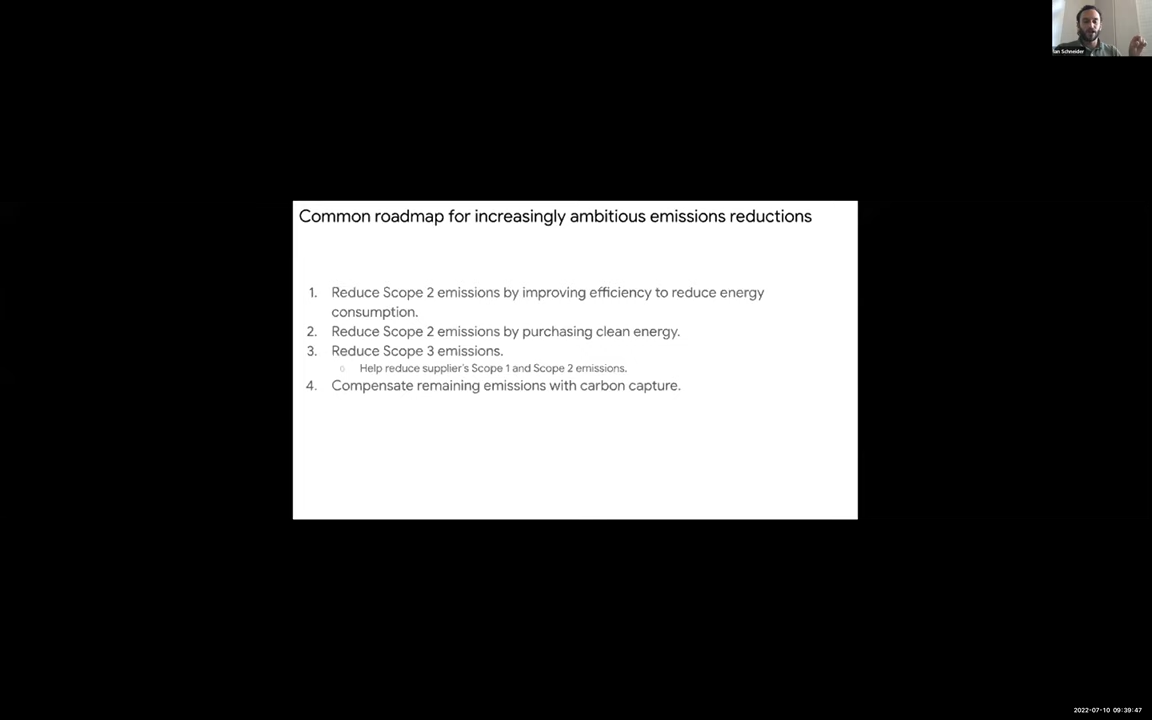 Ian Schneider
Common roadmap for increasingly ambitious emissions reductions
1. Reduce Scope 2 emissions by improving efficiency to reduce energy
consumption.
2. Reduce Scope 2 emissions by purchasing clean energy.
3. Reduce Scope 3 emissions.
○ Help reduce supplier's Scope 1 and Scope 2 emissions.
4. Compensate remaining emissions with carbon capture.
2022-07-10 09:39:47